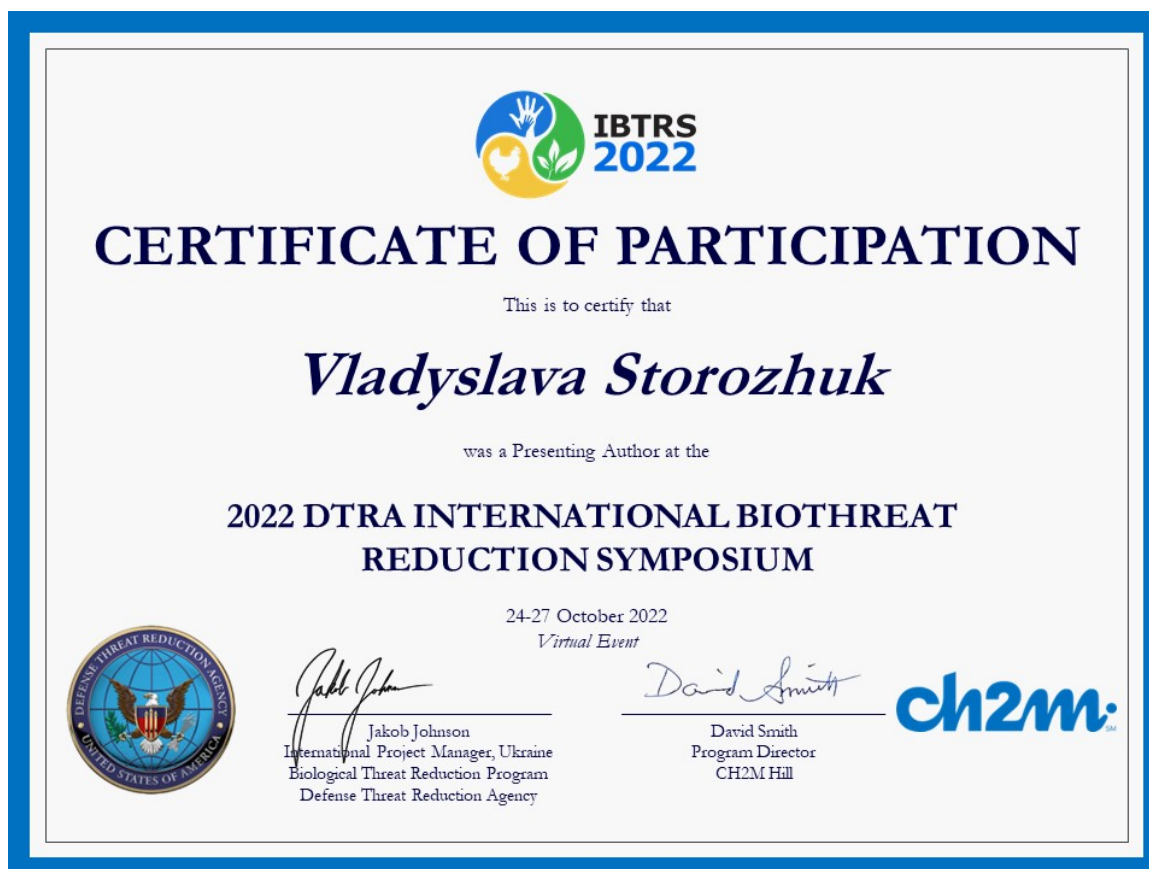 IBTRS
2022
CERTIFICATE OF PARTICIPATION
This is to certify that
Vladyslava Storozhuk
was a Presenting Author at the
2022 DTRA INTERNATIONAL BIOTHREAT
REDUCTION SYMPOSIUM
24-27 October 2022
Virtual Event
DEFENSE THREAT REDUCTION AGENCY
UNITED STATES OF AMERICA
Jakob Johnson
International Project Manager, Ukraine
Biological Threat Reduction Program
Defense Threat Reduction Agency
David Smith
David Smith
Program Director
CH2M Hill
ch2m
SM